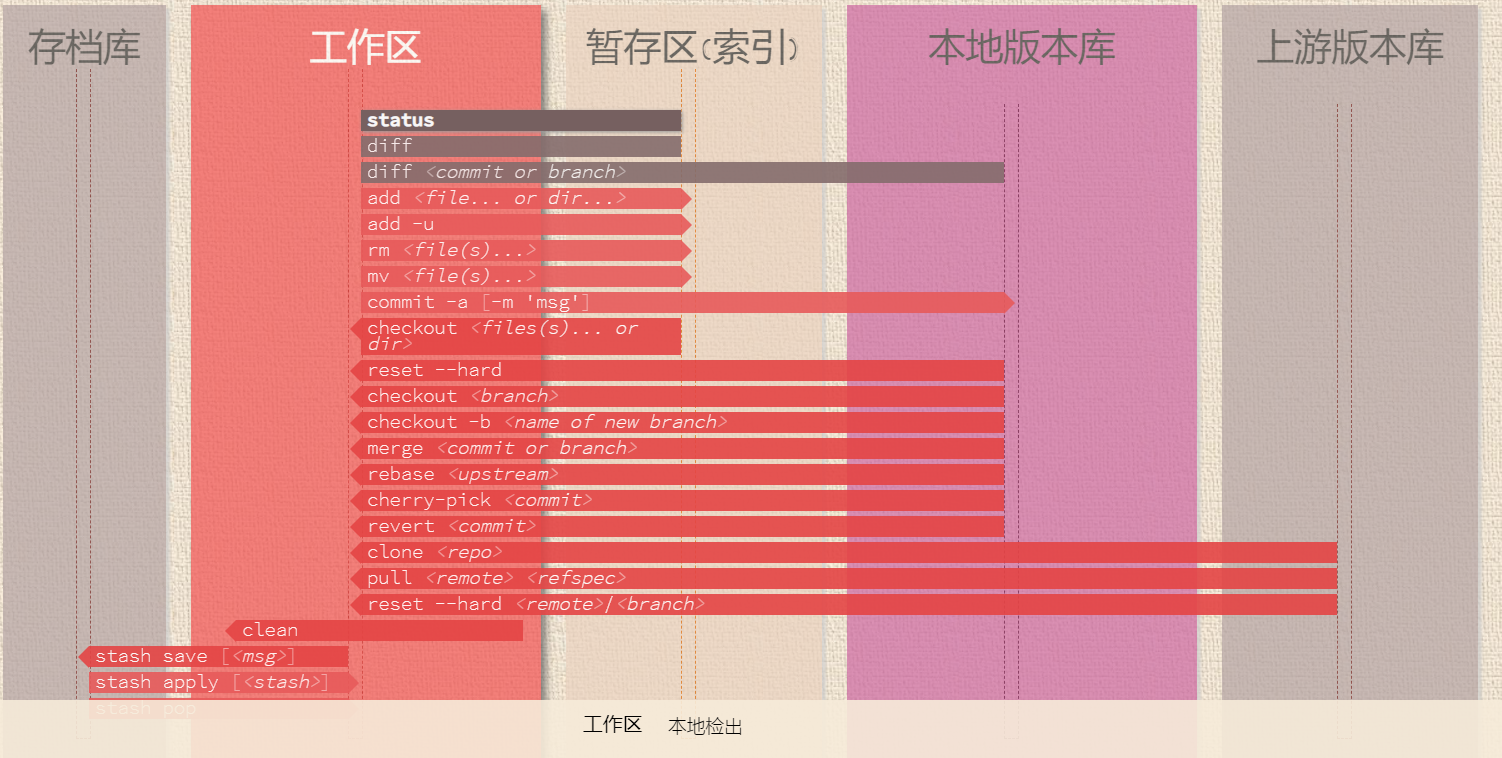 存档库
工作区
暂存区(索引)
本地版本库
上游版本库
status
diff
diff <commit or branch>
add <file... or dir...>
add -u
rm <file(s)...>
mv <file(s)...>
commit -a [-m 'msg']
checkout <files(s)... or
dir>
reset --hard
checkout <branch>
checkout -b <name of new branch>
merge <commit or branch>
rebase <upstream>
cherry-pick <commit>
revert <commit>
clone <repo>
pull <remote> <refspec>
reset --hard <remote>/<branch>
clean
stash save [<msg>]
stash apply [<stash>]
stash pop
工作区 本地检出